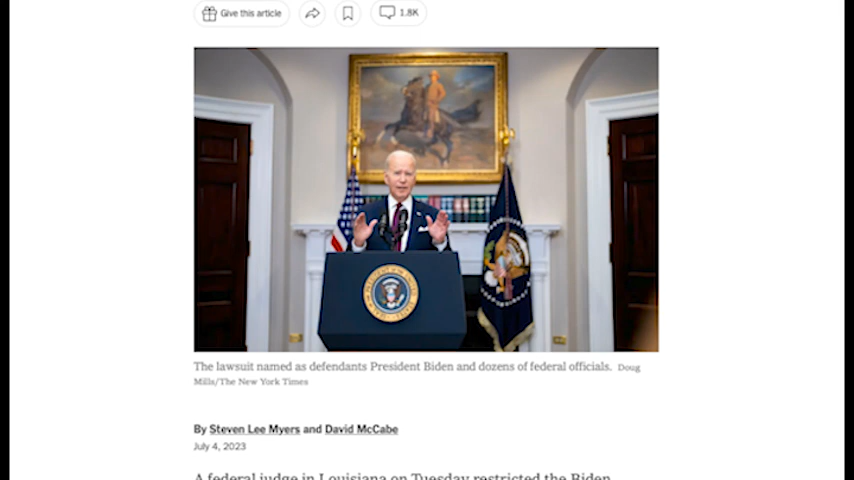 Give this article
1.8K
The lawsuit named as defendants President Biden and dozens of federal officials. Doug
Mills/The New York Times
By Steven Lee Myers and David McCabe
July 4, 2023
A federal judge in Louisiana on Tuesday restricted the Biden